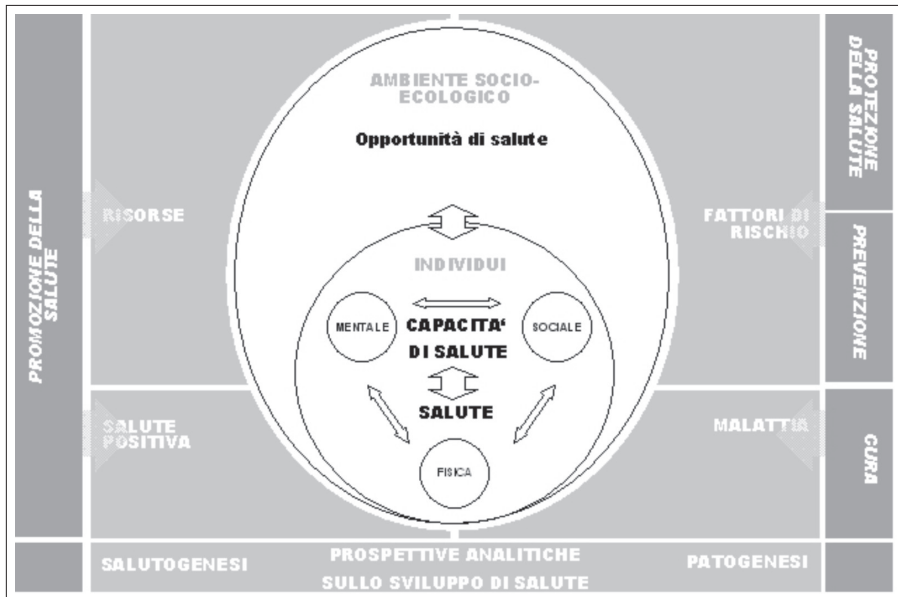 PROMOZIONE DELLA
SALUTE
AMBIENTE SOCIO-
ECOLOGICO
Opportunità di salute
PROTEZIONE
DELLA SALUTE
RISORSE
FATTORI DI
RISCHIO
PREVENZIONE
INDIVIDUI
MENTALE
CAPACITA'
DI SALUTE
SOCIALE
SALUTE
SALUTE
POSITIVA
MALATTIA
CURA
FISICA
SALUTOGENESI
PROSPETTIVE ANALITICHE
SULLO SVILUPPO DI SALUTE
PATOGENESI